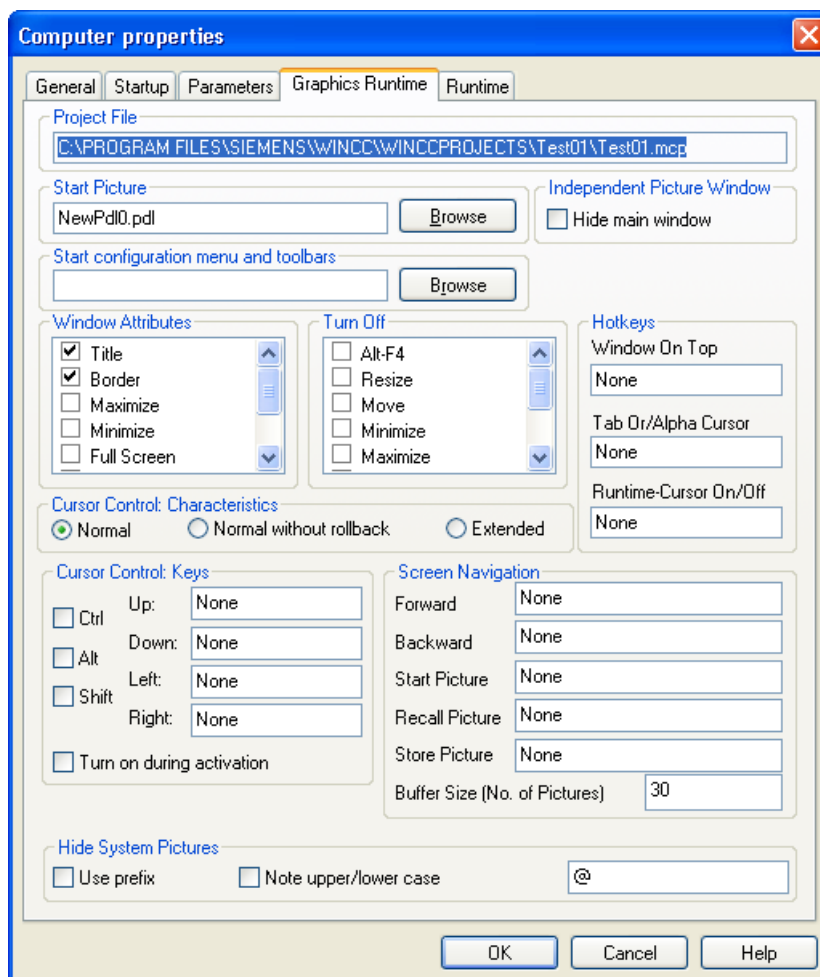 Computer properties
General Startup Parameters Graphics Runtime Runtime
Project File
C:\PROGRAM FILES\SIEMENS\WINCC\WINCCPROJECTS\Test01\Test01.mcp
Start Picture
NewPdl0.pdl Browse
Independent Picture Window
Hide main window
Start configuration menu and toolbars
Browse
Window Attributes
Title
Border
Maximize
Minimize
Full Screen
Turn Off
Alt-F4
Resize
Move
Minimize
Maximize
Hotkeys
Window On Top
None
Tab Or/Alpha Cursor
None
Runtime-Cursor On/Off
None
Cursor Control: Characteristics
Normal Normal without rollback Extended
Cursor Control: Keys
Ctrl
Alt
Shift
Up: None
Down: None
Left: None
Right: None
Turn on during activation
Screen Navigation
Forward None
Backward None
Start Picture None
Recall Picture None
Store Picture None
Buffer Size (No. of Pictures) 30
Hide System Pictures
Use prefix Note upper/lower case @
OK Cancel Help